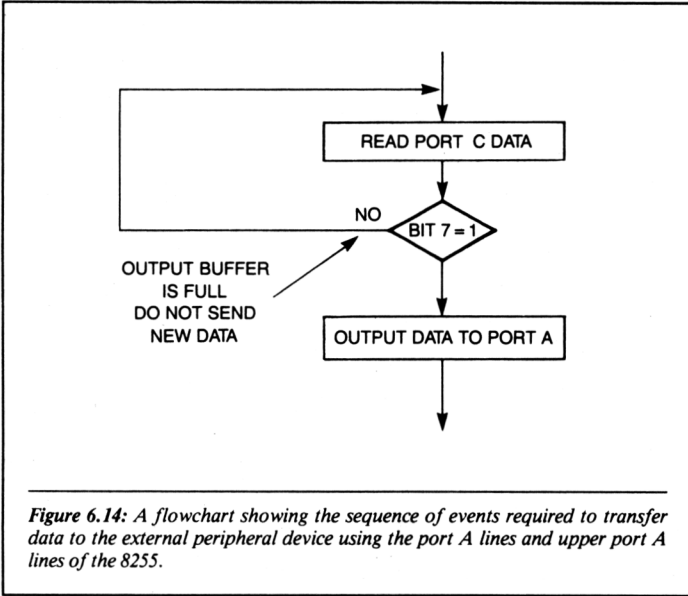 READ PORT C DATA
NO
BIT 7 = 1
OUTPUT BUFFER
IS FULL
DO NOT SEND
NEW DATA
OUTPUT DATA TO PORT A
Figure 6.14: A flowchart showing the sequence of events required to transfer
data to the external peripheral device using the port A lines and upper port A
lines of the 8255.